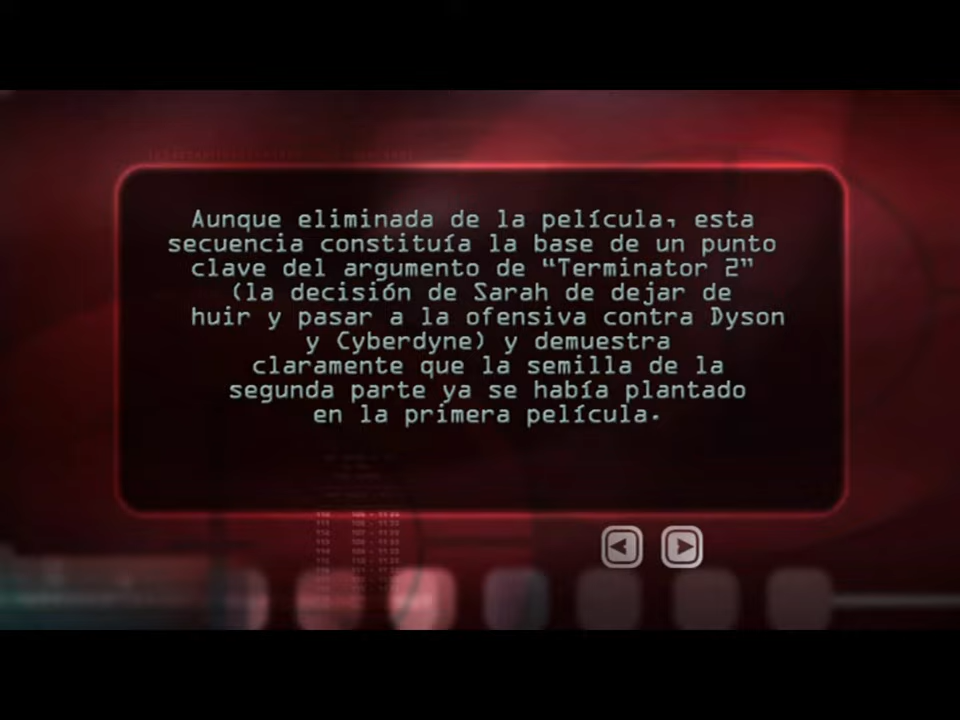 Aunque eliminada de la película, esta
secuencia constituía la base de un punto
clave del argumento de “Terminator 2”
(la decisión de Sarah de dejar de
huir y pasar a la ofensiva contra Dyson
y Cyberdyne) y demuestra
claramente que la semilla de la
segunda parte ya se había plantado
en la primera película.